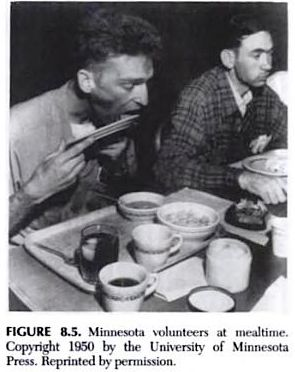 FIGURE 8.5. Minnesota volunteers at mealtime.
Copyright 1950 by the University of Minnesota
Press. Reprinted by permission.